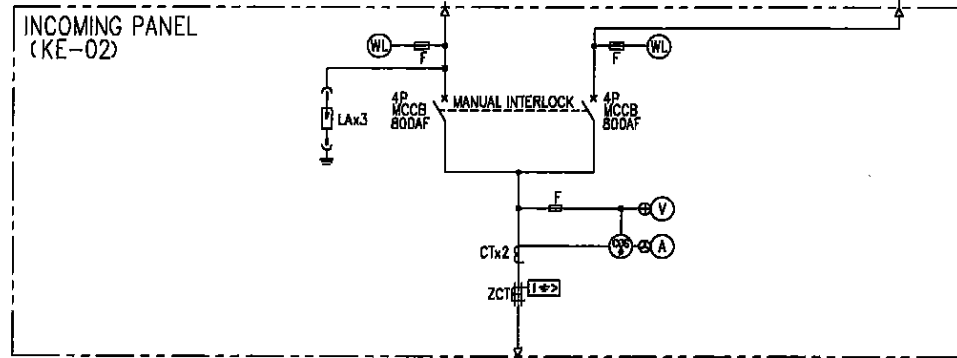 INCOMING PANEL
(KE-02)
WL
F
F
WL
LAx3
4P
MCCB
800AF
MANUAL INTERLOCK
4P
MCCB
800AF
F
V
CTx2
COS
A
ZCT